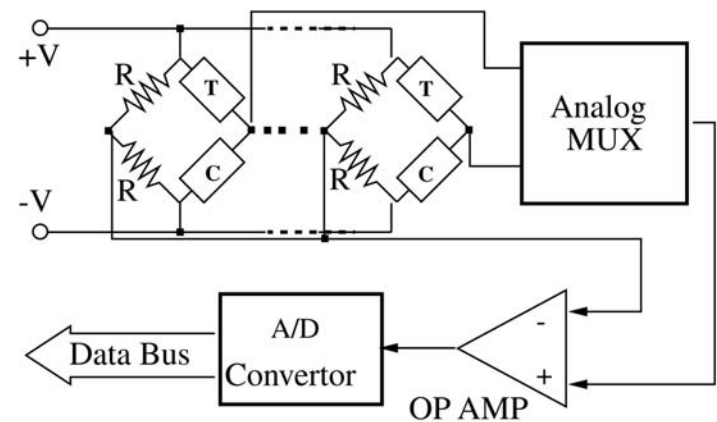 +V
R
T
R
T
Analog
MUX
R
C
R
C
-V
A/D
Convertor
Data Bus
-
+
OP AMP